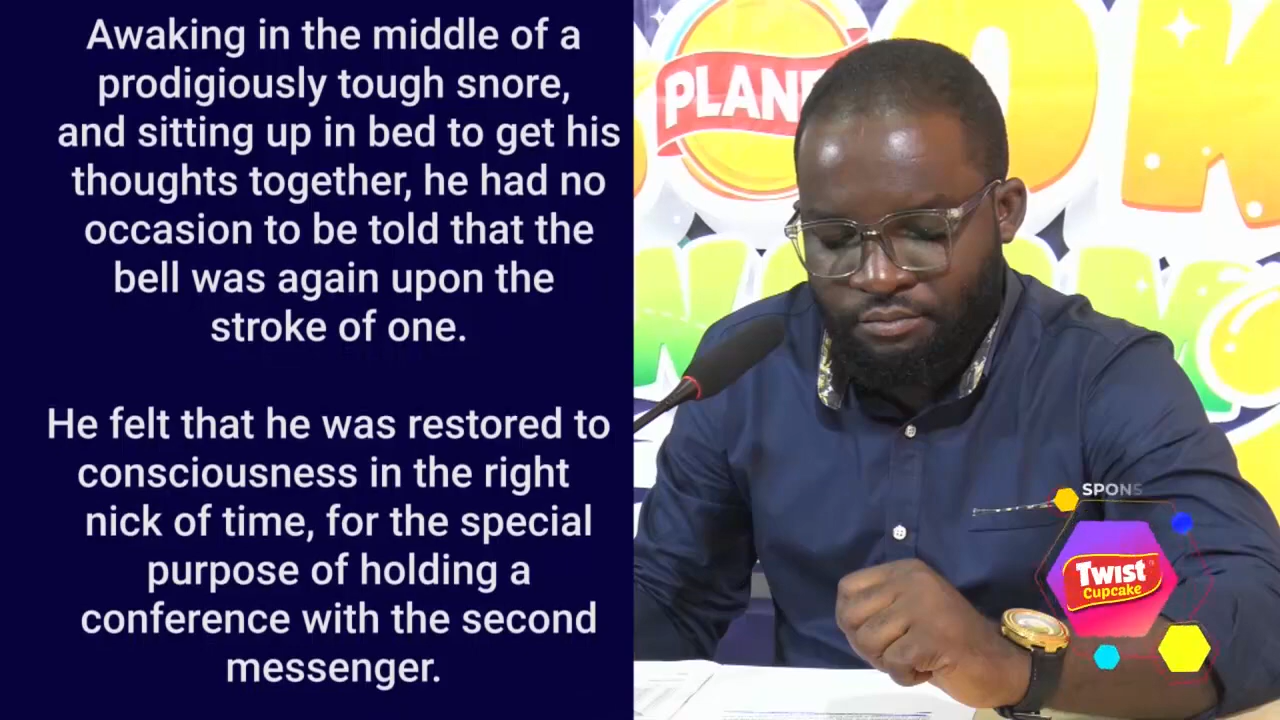 Awaking in the middle of a
prodigiously tough snore,
and sitting up in bed to get his
thoughts together, he had no
occasion to be told that the
bell was again upon the
stroke of one.
He felt that he was restored to
consciousness in the right
nick of time, for the special
purpose of holding a
conference with the second
messenger.
PLAN
SPONS
Twist
Cupcake